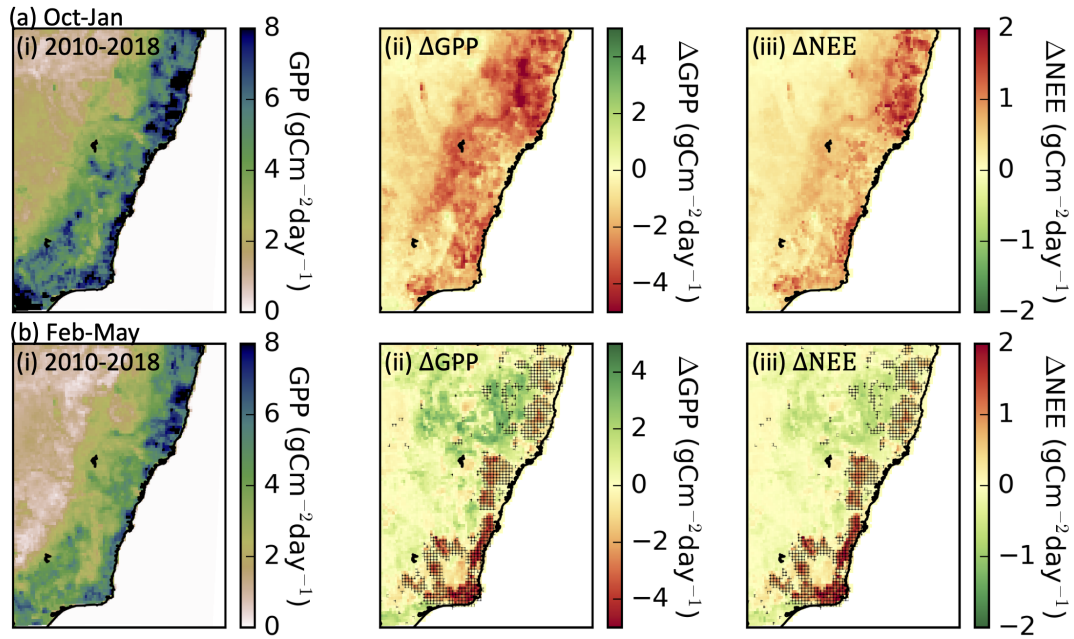 (a) Oct-Jan
(i) 2010-2018
8
6
4
2
0
GPP (gCm⁻²day⁻¹)
(ii) ΔGPP
4
2
0
−2
−4
ΔGPP (gCm⁻²day⁻¹)
(iii) ΔNEE
2
1
0
−1
−2
ΔNEE (gCm⁻²day⁻¹)
(b) Feb-May
(i) 2010-2018
8
6
4
2
0
GPP (gCm⁻²day⁻¹)
(ii) ΔGPP
4
2
0
−2
−4
ΔGPP (gCm⁻²day⁻¹)
(iii) ΔNEE
2
1
0
−1
−2
ΔNEE (gCm⁻²day⁻¹)